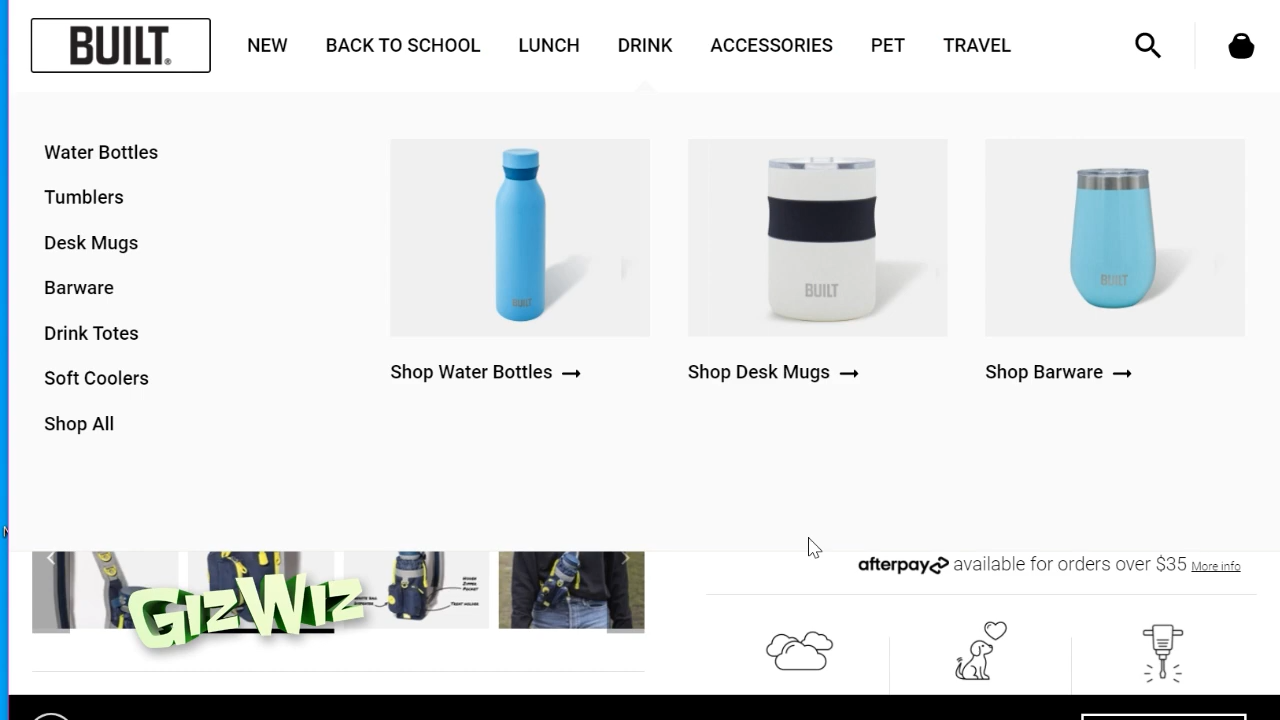 BUILT®
NEW BACK TO SCHOOL LUNCH DRINK ACCESSORIES PET TRAVEL
Water Bottles
Tumblers
Desk Mugs
Barware
Drink Totes
Soft Coolers
Shop All
BUILT
BUILT
BUILT
Shop Water Bottles →
Shop Desk Mugs →
Shop Barware →
afterpay available for orders over $35 More info
GizWiz